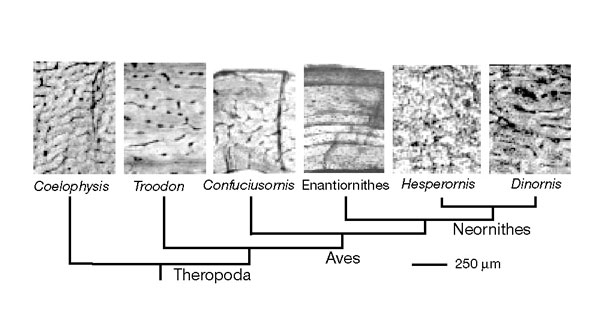 Coelophysis Troodon Confuciusornis Enantiornithes Hesperornis Dinornis
Neornithes
Aves
250 μm
Theropoda